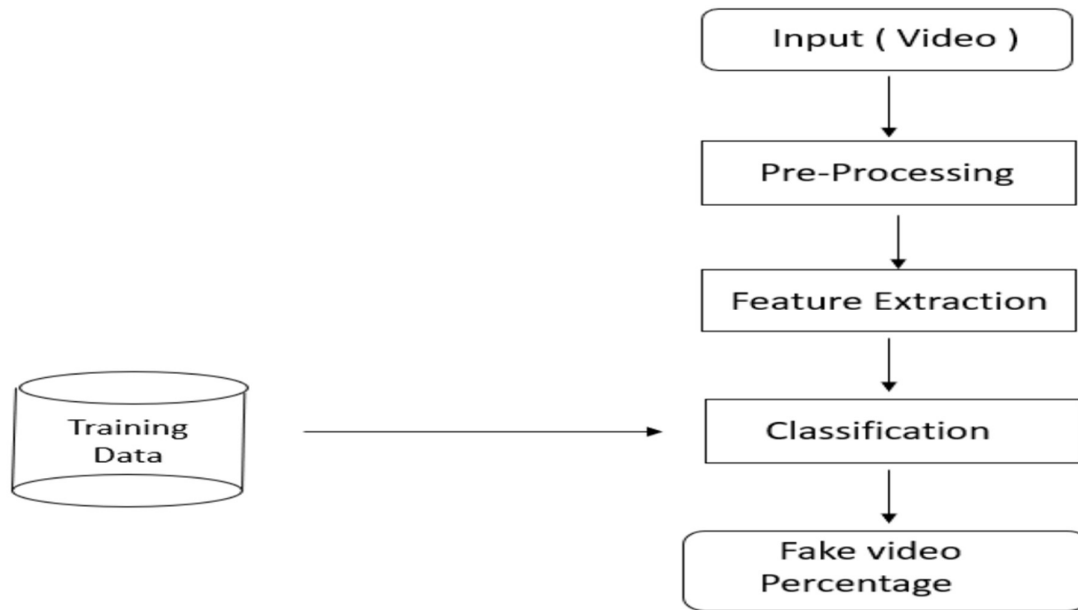 Input ( Video )
Pre-Processing
Feature Extraction
Training
Data
Classification
Fake video
Percentage